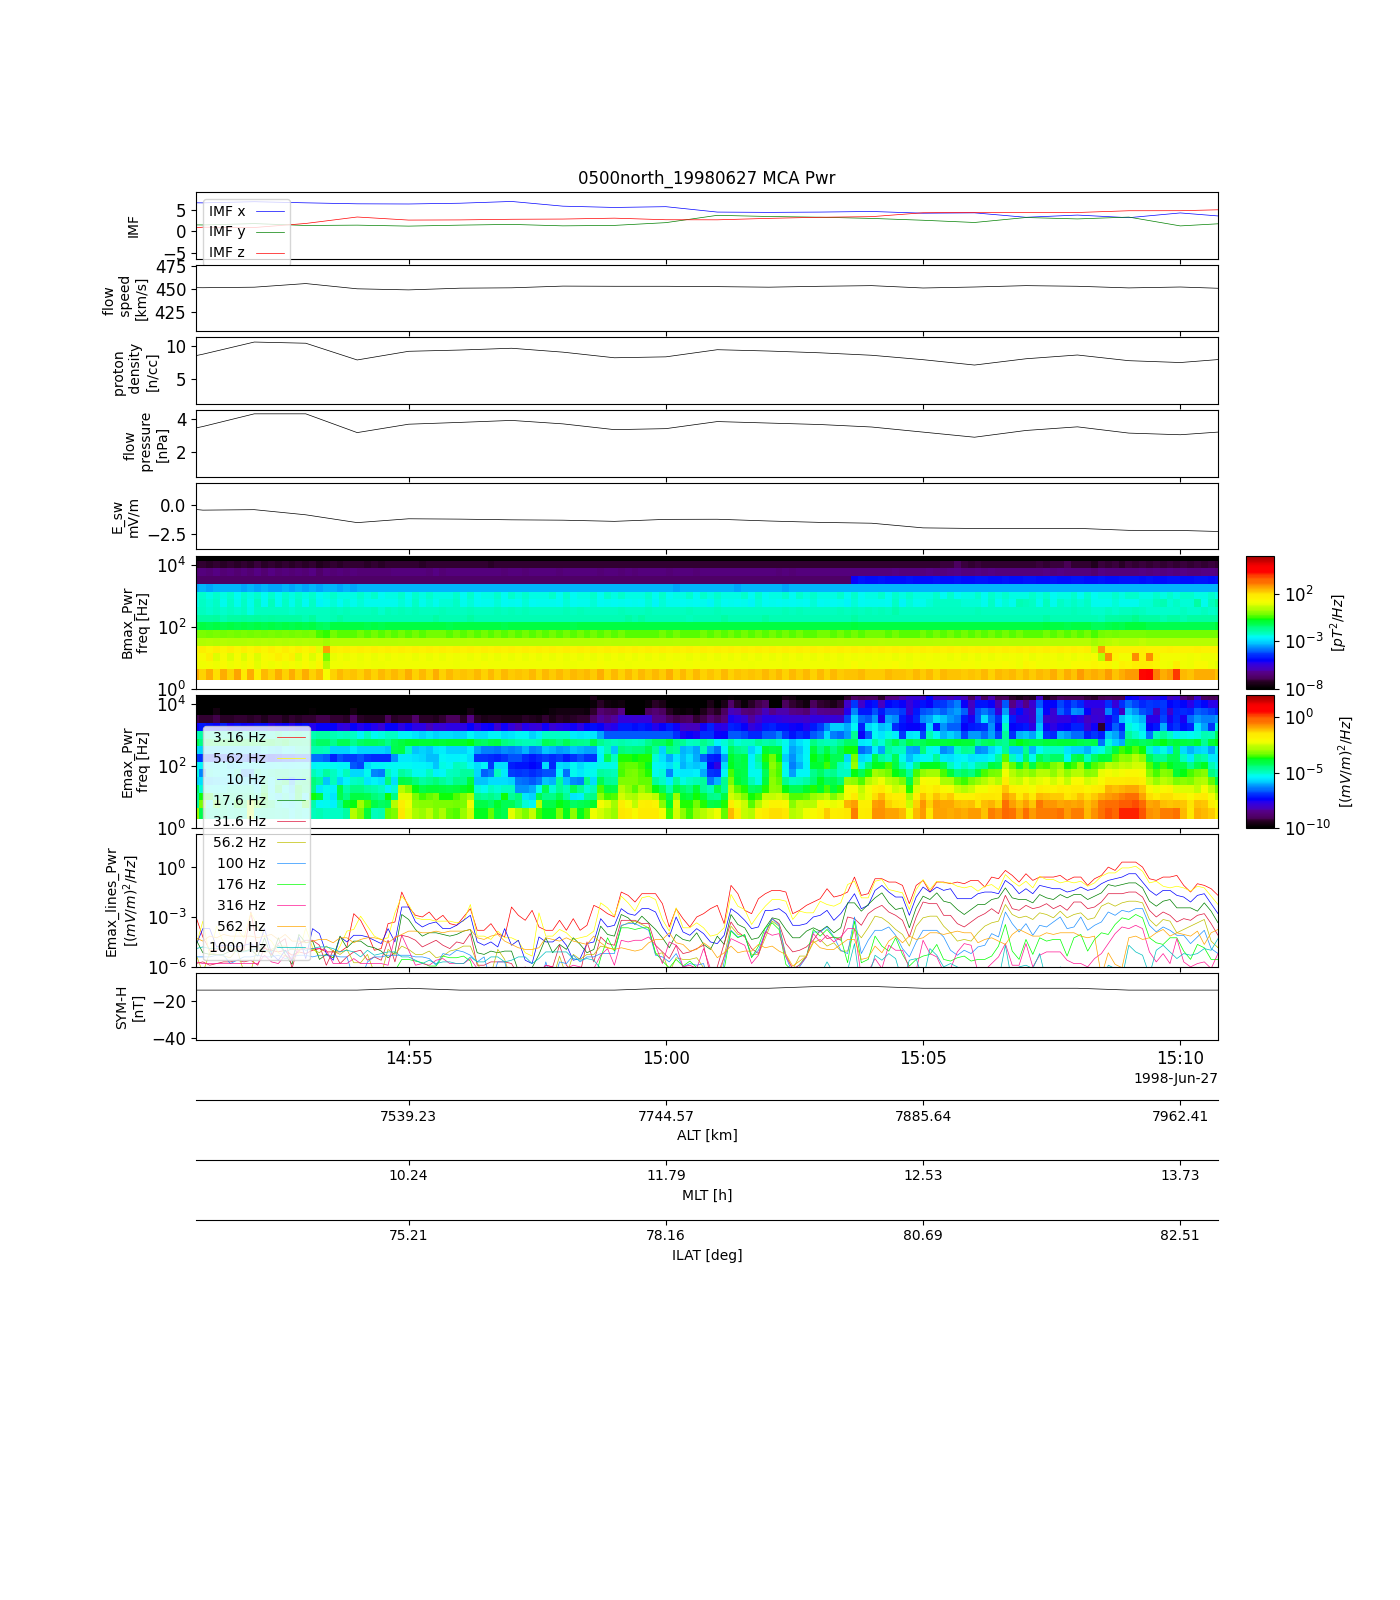 0500north_19980627 MCA Pwr
IMF
5
0
−5
IMF x
IMF y
IMF z
flow
speed
[km/s]
475
450
425
proton
density
[n/cc]
10
5
flow
pressure
[nPa]
4
2
E_sw
mV/m
0.0
−2.5
Bmax_Pwr
freq [Hz]
10^4
10^2
10^0
10^2
10^−3
10^−8
[pT^2/Hz]
Emax_Pwr
freq [Hz]
10^4
10^2
10^0
10^0
10^−5
10^−10
[(mV/m)^2/Hz]
3.16 Hz
5.62 Hz
10 Hz
17.6 Hz
31.6 Hz
56.2 Hz
100 Hz
176 Hz
316 Hz
562 Hz
1000 Hz
Emax_lines_Pwr
[(mV/m)^2/Hz]
10^0
10^−3
10^−6
SYM-H
[nT]
−20
−40
14:55 15:00 15:05 15:10
1998-Jun-27
7539.23 7744.57 7885.64 7962.41
ALT [km]
10.24 11.79 12.53 13.73
MLT [h]
75.21 78.16 80.69 82.51
ILAT [deg]